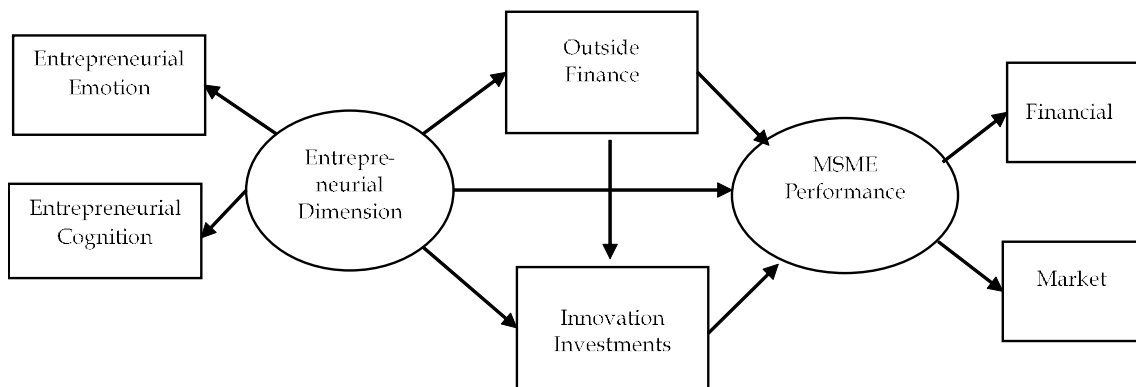 Entrepreneurial
Emotion
Entrepreneurial
Cognition
Entrepre-
neurial
Dimension
Outside
Finance
Innovation
Investments
MSME
Performance
Financial
Market